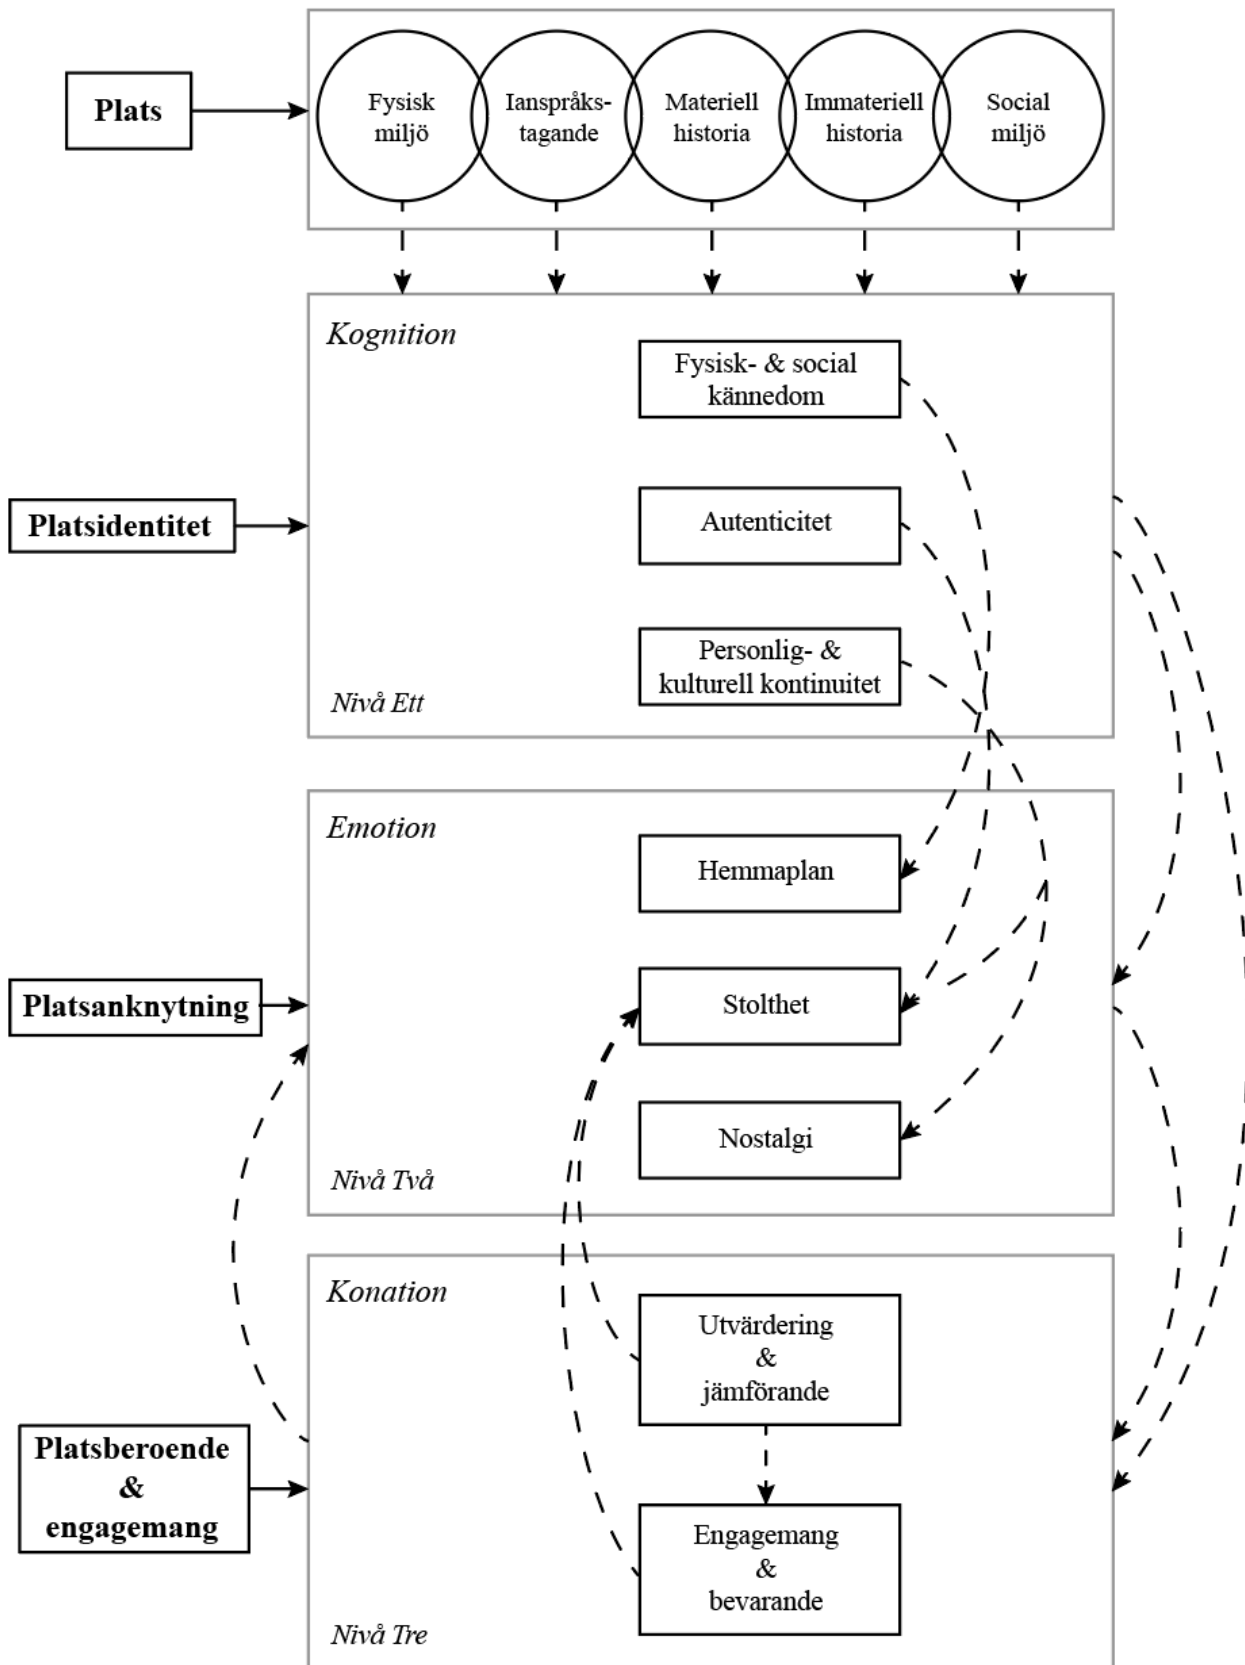 Plats
Fysisk
miljö
Ianspråks-
tagande
Materiell
historia
Immateriell
historia
Social
miljö
Kognition
Fysisk- & social
kännedom
Platsidentitet
Autenticitet
Personlig- &
kulturell kontinuitet
Nivå Ett
Emotion
Hemmaplan
Platsanknytning
Stolthet
Nostalgi
Nivå Två
Konation
Utvärdering
&
jämförande
Platsberoende
&
engagemang
Engagemang
&
bevarande
Nivå Tre